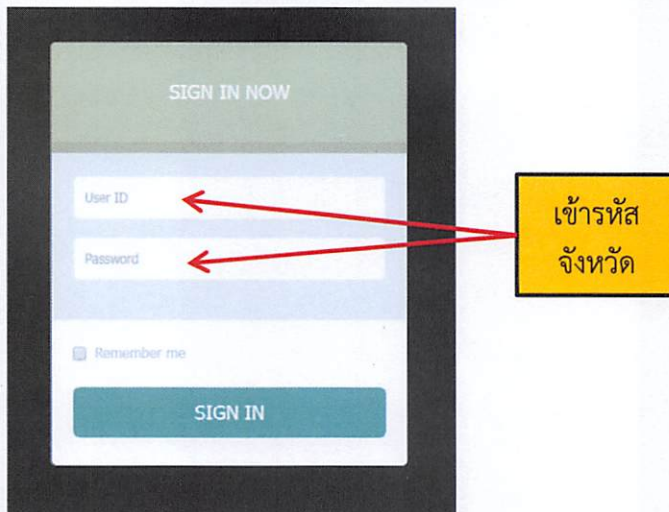 SIGN IN NOW
User ID
Password
Remember me
SIGN IN
เข้ารหัส
จังหวัด